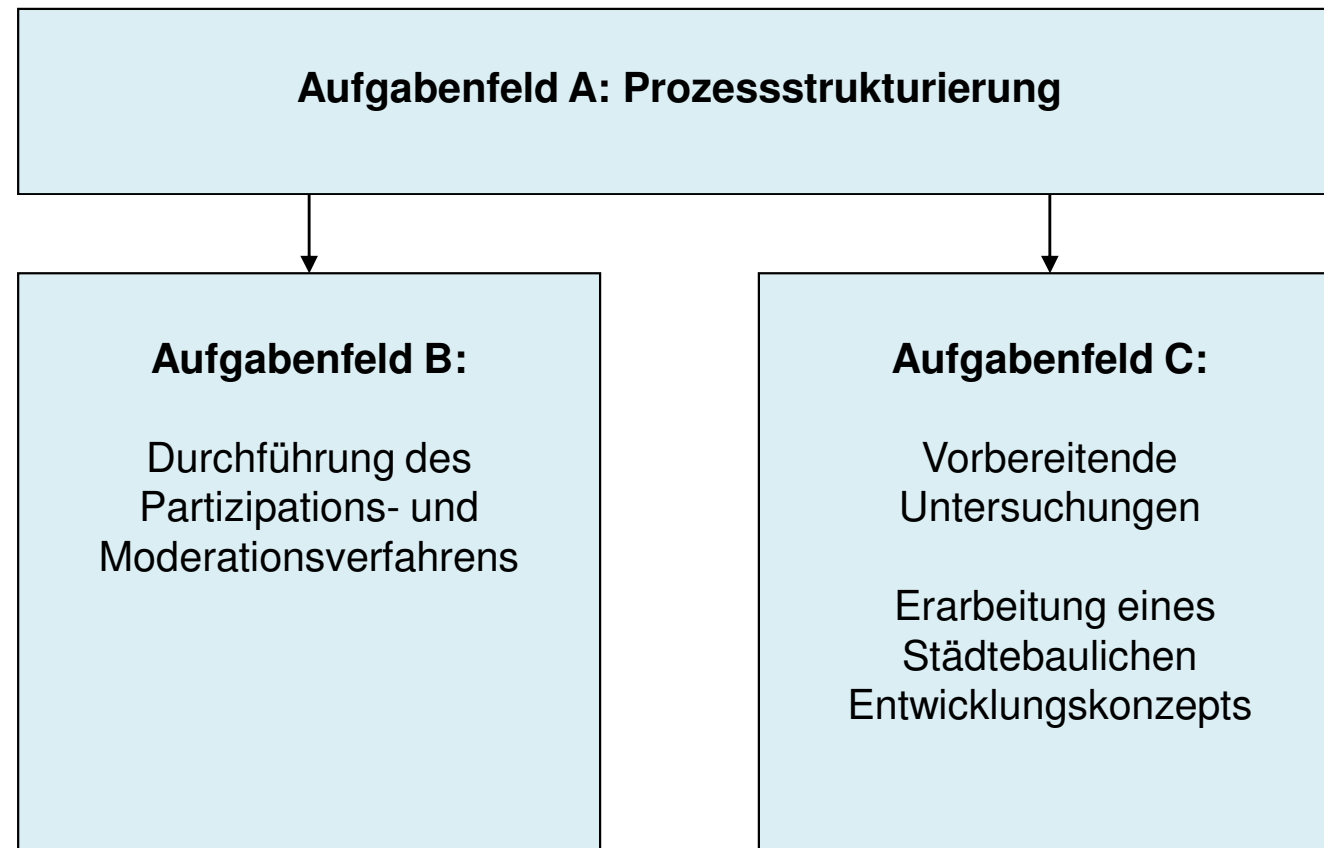 Aufgabenfeld A: Prozessstrukturierung
Aufgabenfeld B:
Durchführung des
Partizipations- und
Moderationsverfahrens
Aufgabenfeld C:
Vorbereitende
Untersuchungen
Erarbeitung eines
Städtebaulichen
Entwicklungskonzepts